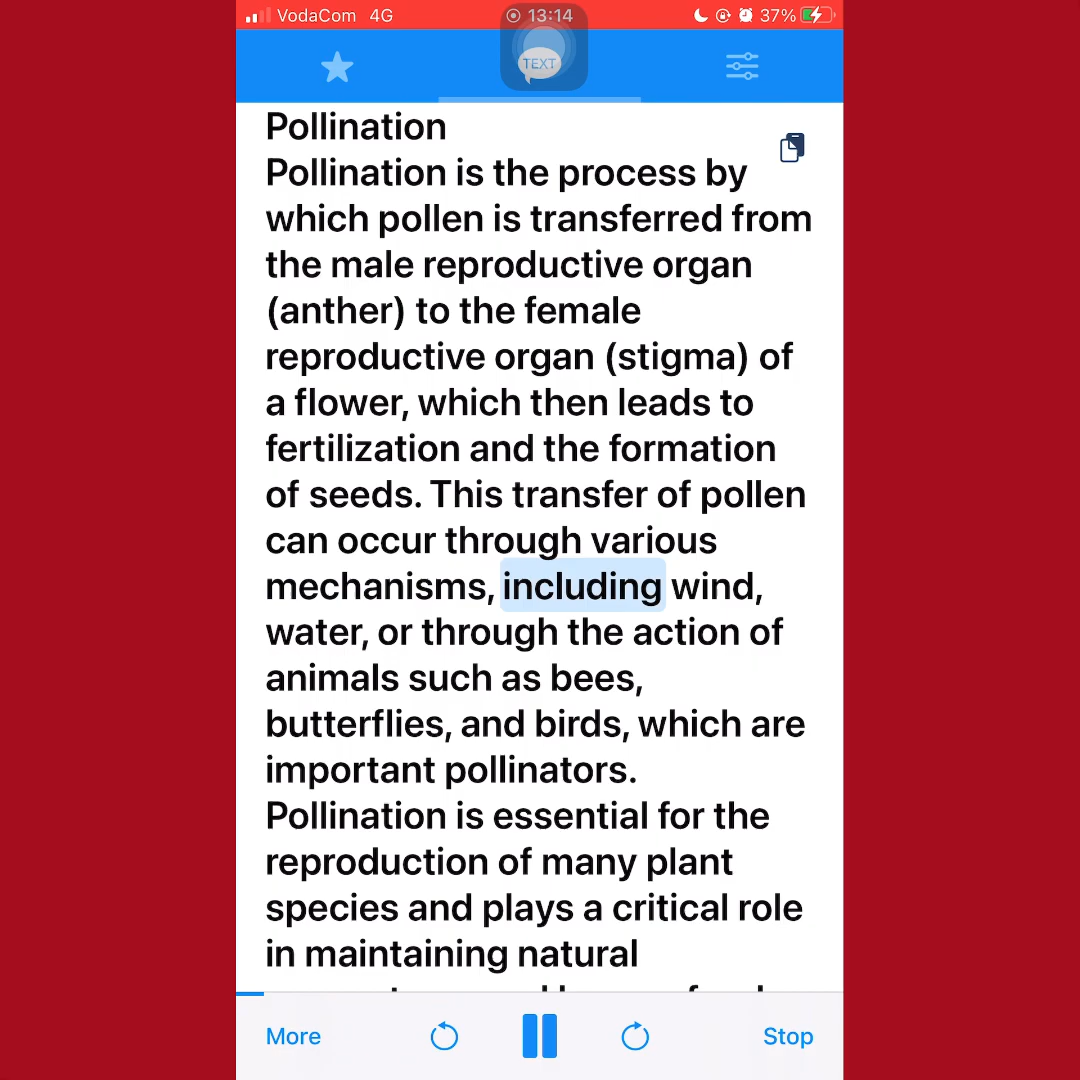 VodaCom 4G 13:14 37%
TEXT
Pollination
Pollination is the process by
which pollen is transferred from
the male reproductive organ
(anther) to the female
reproductive organ (stigma) of
a flower, which then leads to
fertilization and the formation
of seeds. This transfer of pollen
can occur through various
mechanisms, including wind,
water, or through the action of
animals such as bees,
butterflies, and birds, which are
important pollinators.
Pollination is essential for the
reproduction of many plant
species and plays a critical role
in maintaining natural
More Stop